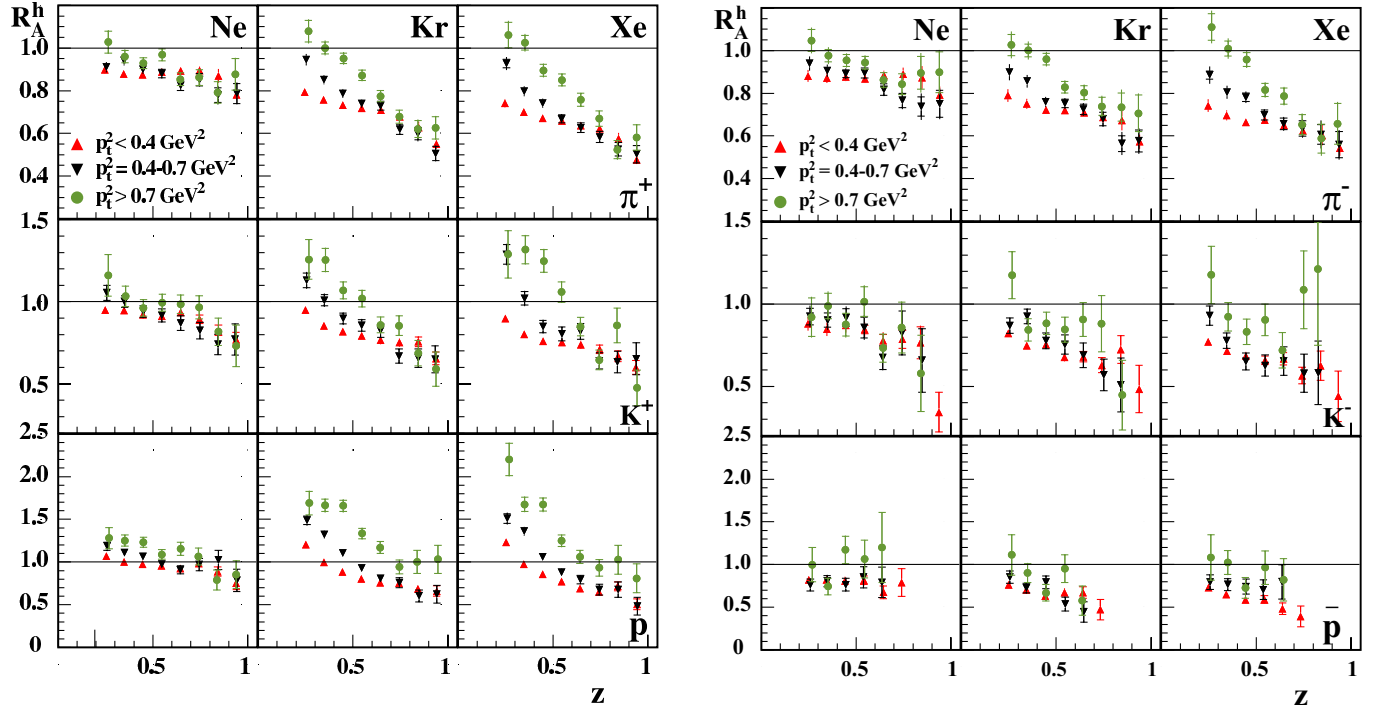 R_A^h Ne Kr Xe
1.0
0.8
0.6
0.4
p_t^2 < 0.4 GeV^2
p_t^2 = 0.4-0.7 GeV^2
p_t^2 > 0.7 GeV^2
π^+
1.5
1.0
0.5
K^+
2.5
2.0
1.5
1.0
0.5
0
p
0.5 1 0.5 1 0.5 1
z
R_A^h Ne Kr Xe
1.0
0.8
0.6
0.4
p_t^2 < 0.4 GeV^2
p_t^2 = 0.4-0.7 GeV^2
p_t^2 > 0.7 GeV^2
π^-
1.5
1.0
0.5
K^-
2.5
2.0
1.5
1.0
0.5
0
p̄
0.5 1 0.5 1 0.5 1
z